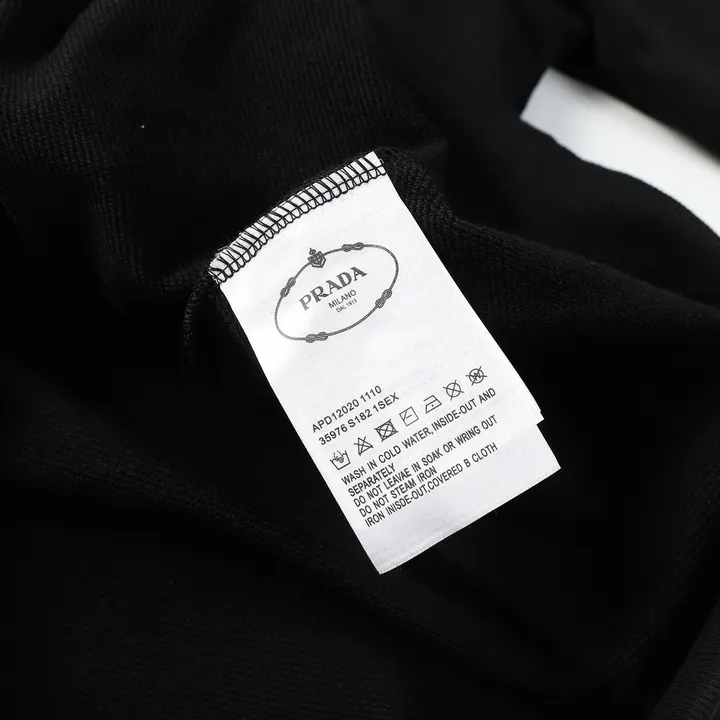 PRADA
MILANO
DAL 1913
APD12020 1110
35976 S182 1SEX
WASH IN COLD WATER, INSIDE-OUT AND
SEPARATELY
DO NOT LEAVAE IN SOAK OR WRING OUT
DO NOT STEAM IRON
IRON INISDE-OUT,COVERED B CLOTH